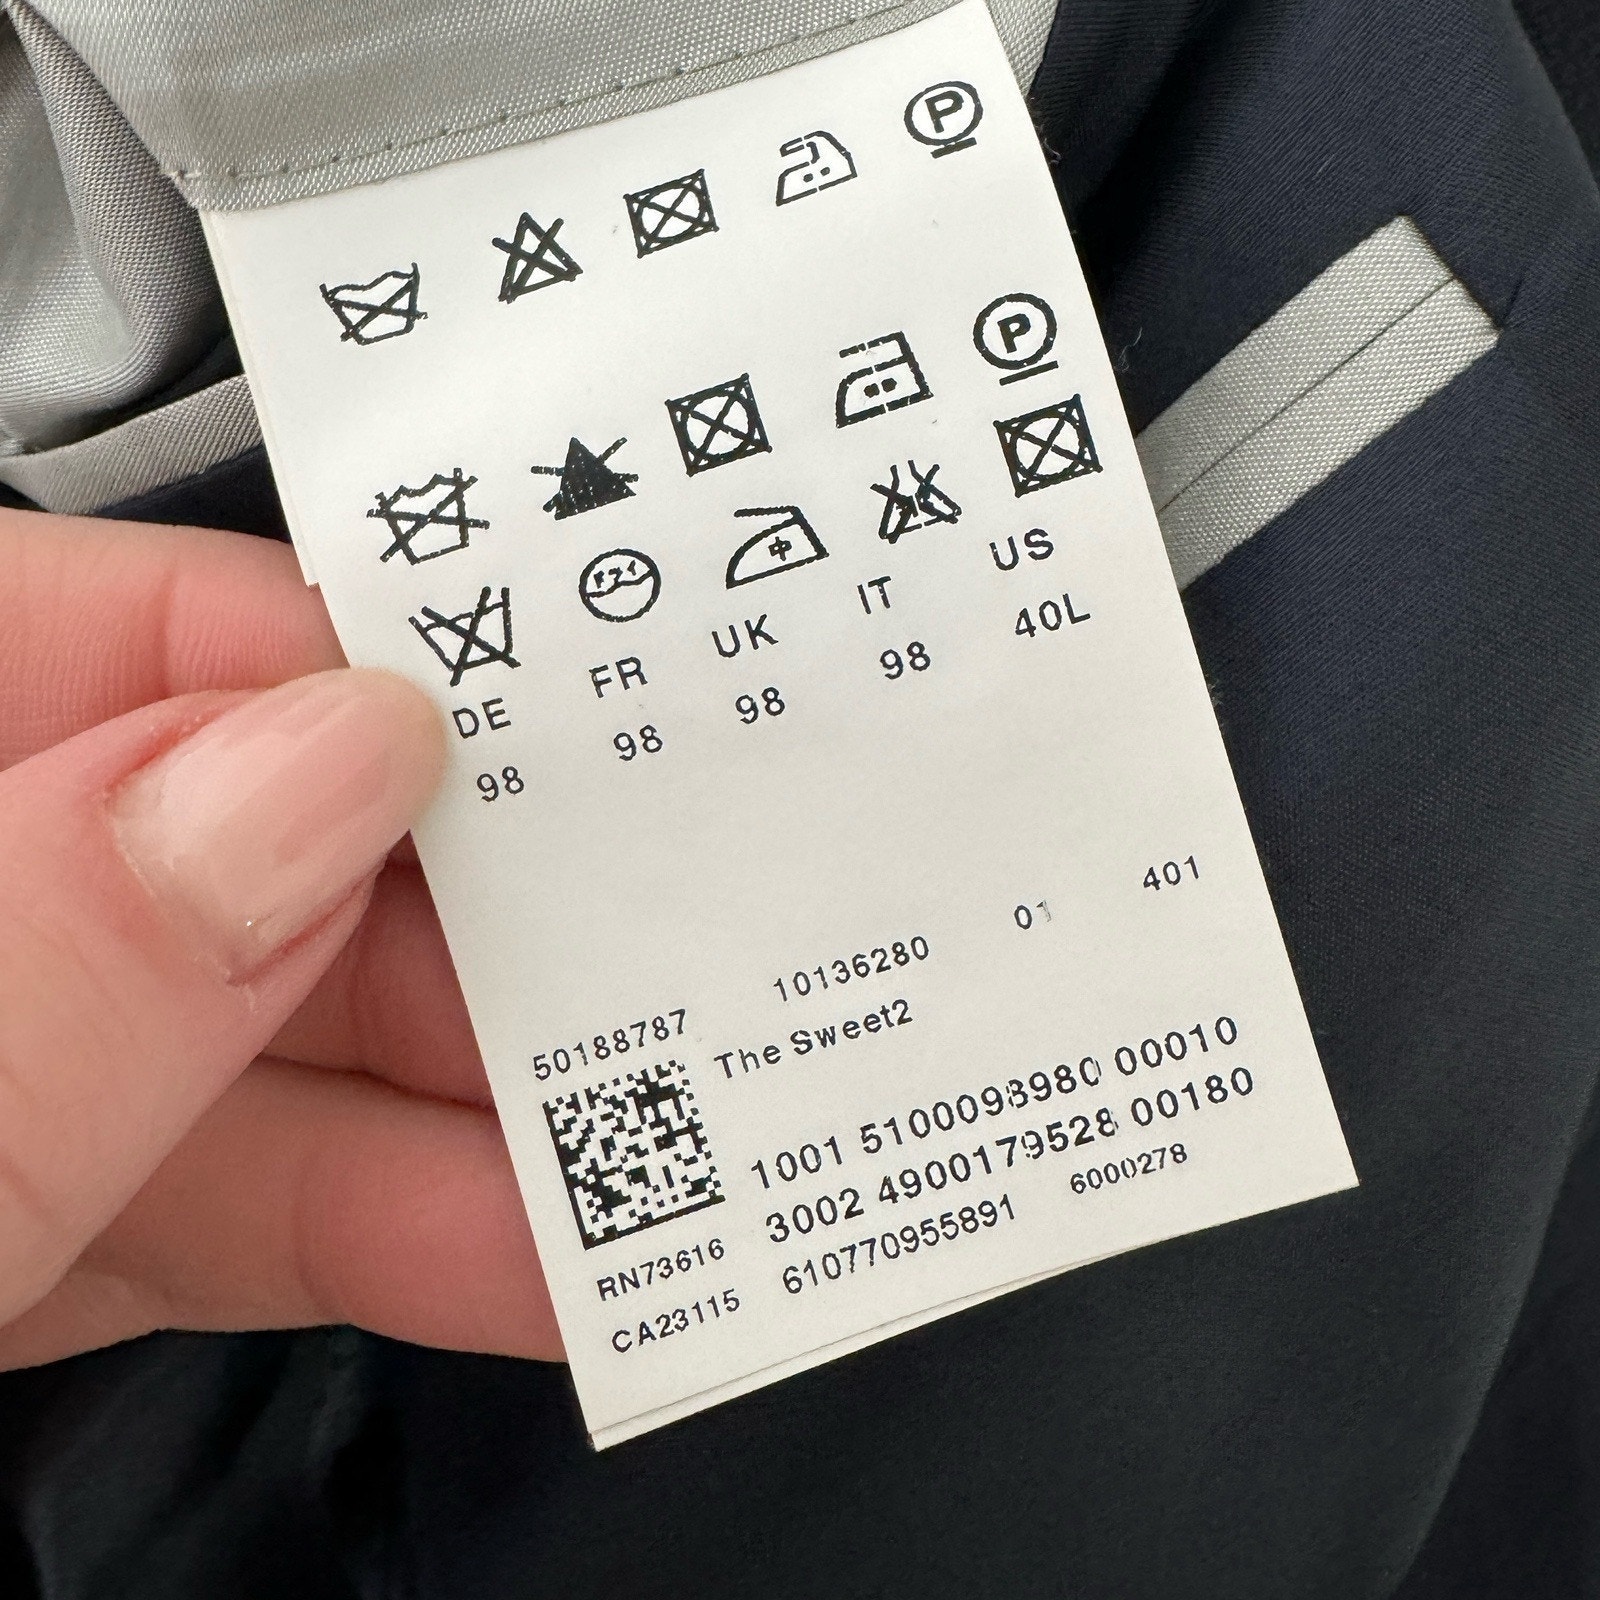 P
P
DE FR UK IT US
98 98 98 98 40L
50188787 10136280 01 401
The Sweet2
1001 5100098980 00010
3002 4900179528 00180
610770955891 6000278
RN73616
CA23115